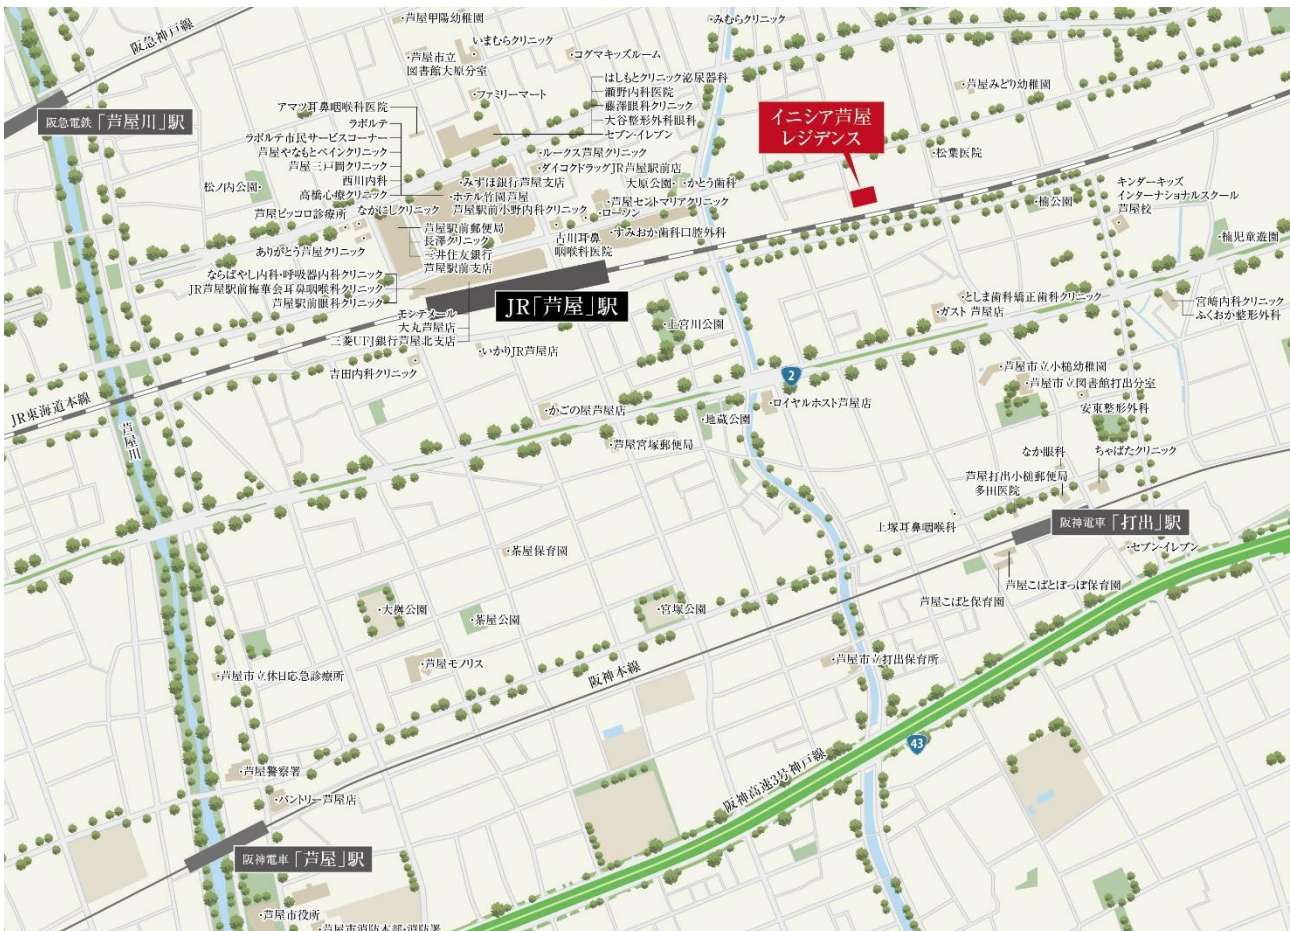 阪急神戸線
芦屋甲陽幼稚園
いまむらクリニック
芦屋市立
図書館大原分室
コグマキッズルーム
みむらクリニック
ファミリーマート
はしもとクリニック泌尿器科
瀬野内科医院
藤澤眼科クリニック
大谷整形外科眼科
セブン-イレブン
芦屋みどり幼稚園
イニシア芦屋
レジデンス
松葉医院
阪急電鉄「芦屋川」駅
アマツ耳鼻咽喉科医院
ラポルテ
ラポルテ市民サービスコーナー
芦屋やなもとペインクリニック
芦屋三戸岡クリニック
西川内科
高橋心療クリニック
松ノ内公園
ルークス芦屋クリニック
ダイコクドラッグJR芦屋駅前店
みずほ銀行芦屋支店
大原公園
かとう歯科
ホテル竹園芦屋
芦屋セントマリアクリニック
芦屋駅前小野内科クリニック
ローソン
すみおか歯科口腔外科
古川耳鼻
咽喉科医院
芦屋ピッコロ診療所
なかにしクリニック
芦屋駅前郵便局
長澤クリニック
三井住友銀行
芦屋駅前支店
ありがとう芦屋クリニック
ならばやし内科・呼吸器内科クリニック
JR芦屋駅前梅華会耳鼻咽喉科クリニック
芦屋駅前眼科クリニック
JR「芦屋」駅
モンテメール
大丸芦屋店
三菱UFJ銀行芦屋北支店
いかりJR芦屋店
吉田内科クリニック
楠公園
キンダーキッズ
インターナショナルスクール
芦屋校
楠児童遊園
としま歯科矯正歯科クリニック
ガスト 芦屋店
宮崎内科クリニック
ふくおか整形外科
上宮川公園
2
芦屋市立小槌幼稚園
芦屋市立図書館打出分室
安東整形外科
ロイヤルホスト芦屋店
地蔵公園
かごの屋芦屋店
芦屋宮塚郵便局
JR東海道本線
芦屋川
なか眼科
ちゃばたクリニック
芦屋打出小槌郵便局
多田医院
上塚耳鼻咽喉科
阪神電車「打出」駅
セブン-イレブン
芦屋こばとぽっぽ保育園
芦屋こばと保育園
茶屋保育園
大桝公園
茶屋公園
宮塚公園
芦屋モノリス
芦屋市立休日応急診療所
阪神本線
芦屋市立打出保育所
43
阪神高速3号神戸線
芦屋警察署
パントリー芦屋店
阪神電車「芦屋」駅
芦屋市役所
芦屋市消防本部・消防署